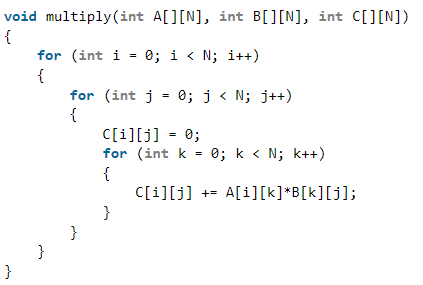 void multiply(int A[][N], int B[][N], int C[][N])
{
    for (int i = 0; i < N; i++)
    {
        for (int j = 0; j < N; j++)
        {
            C[i][j] = 0;
            for (int k = 0; k < N; k++)
            {
                C[i][j] += A[i][k]*B[k][j];
            }
        }
    }
}